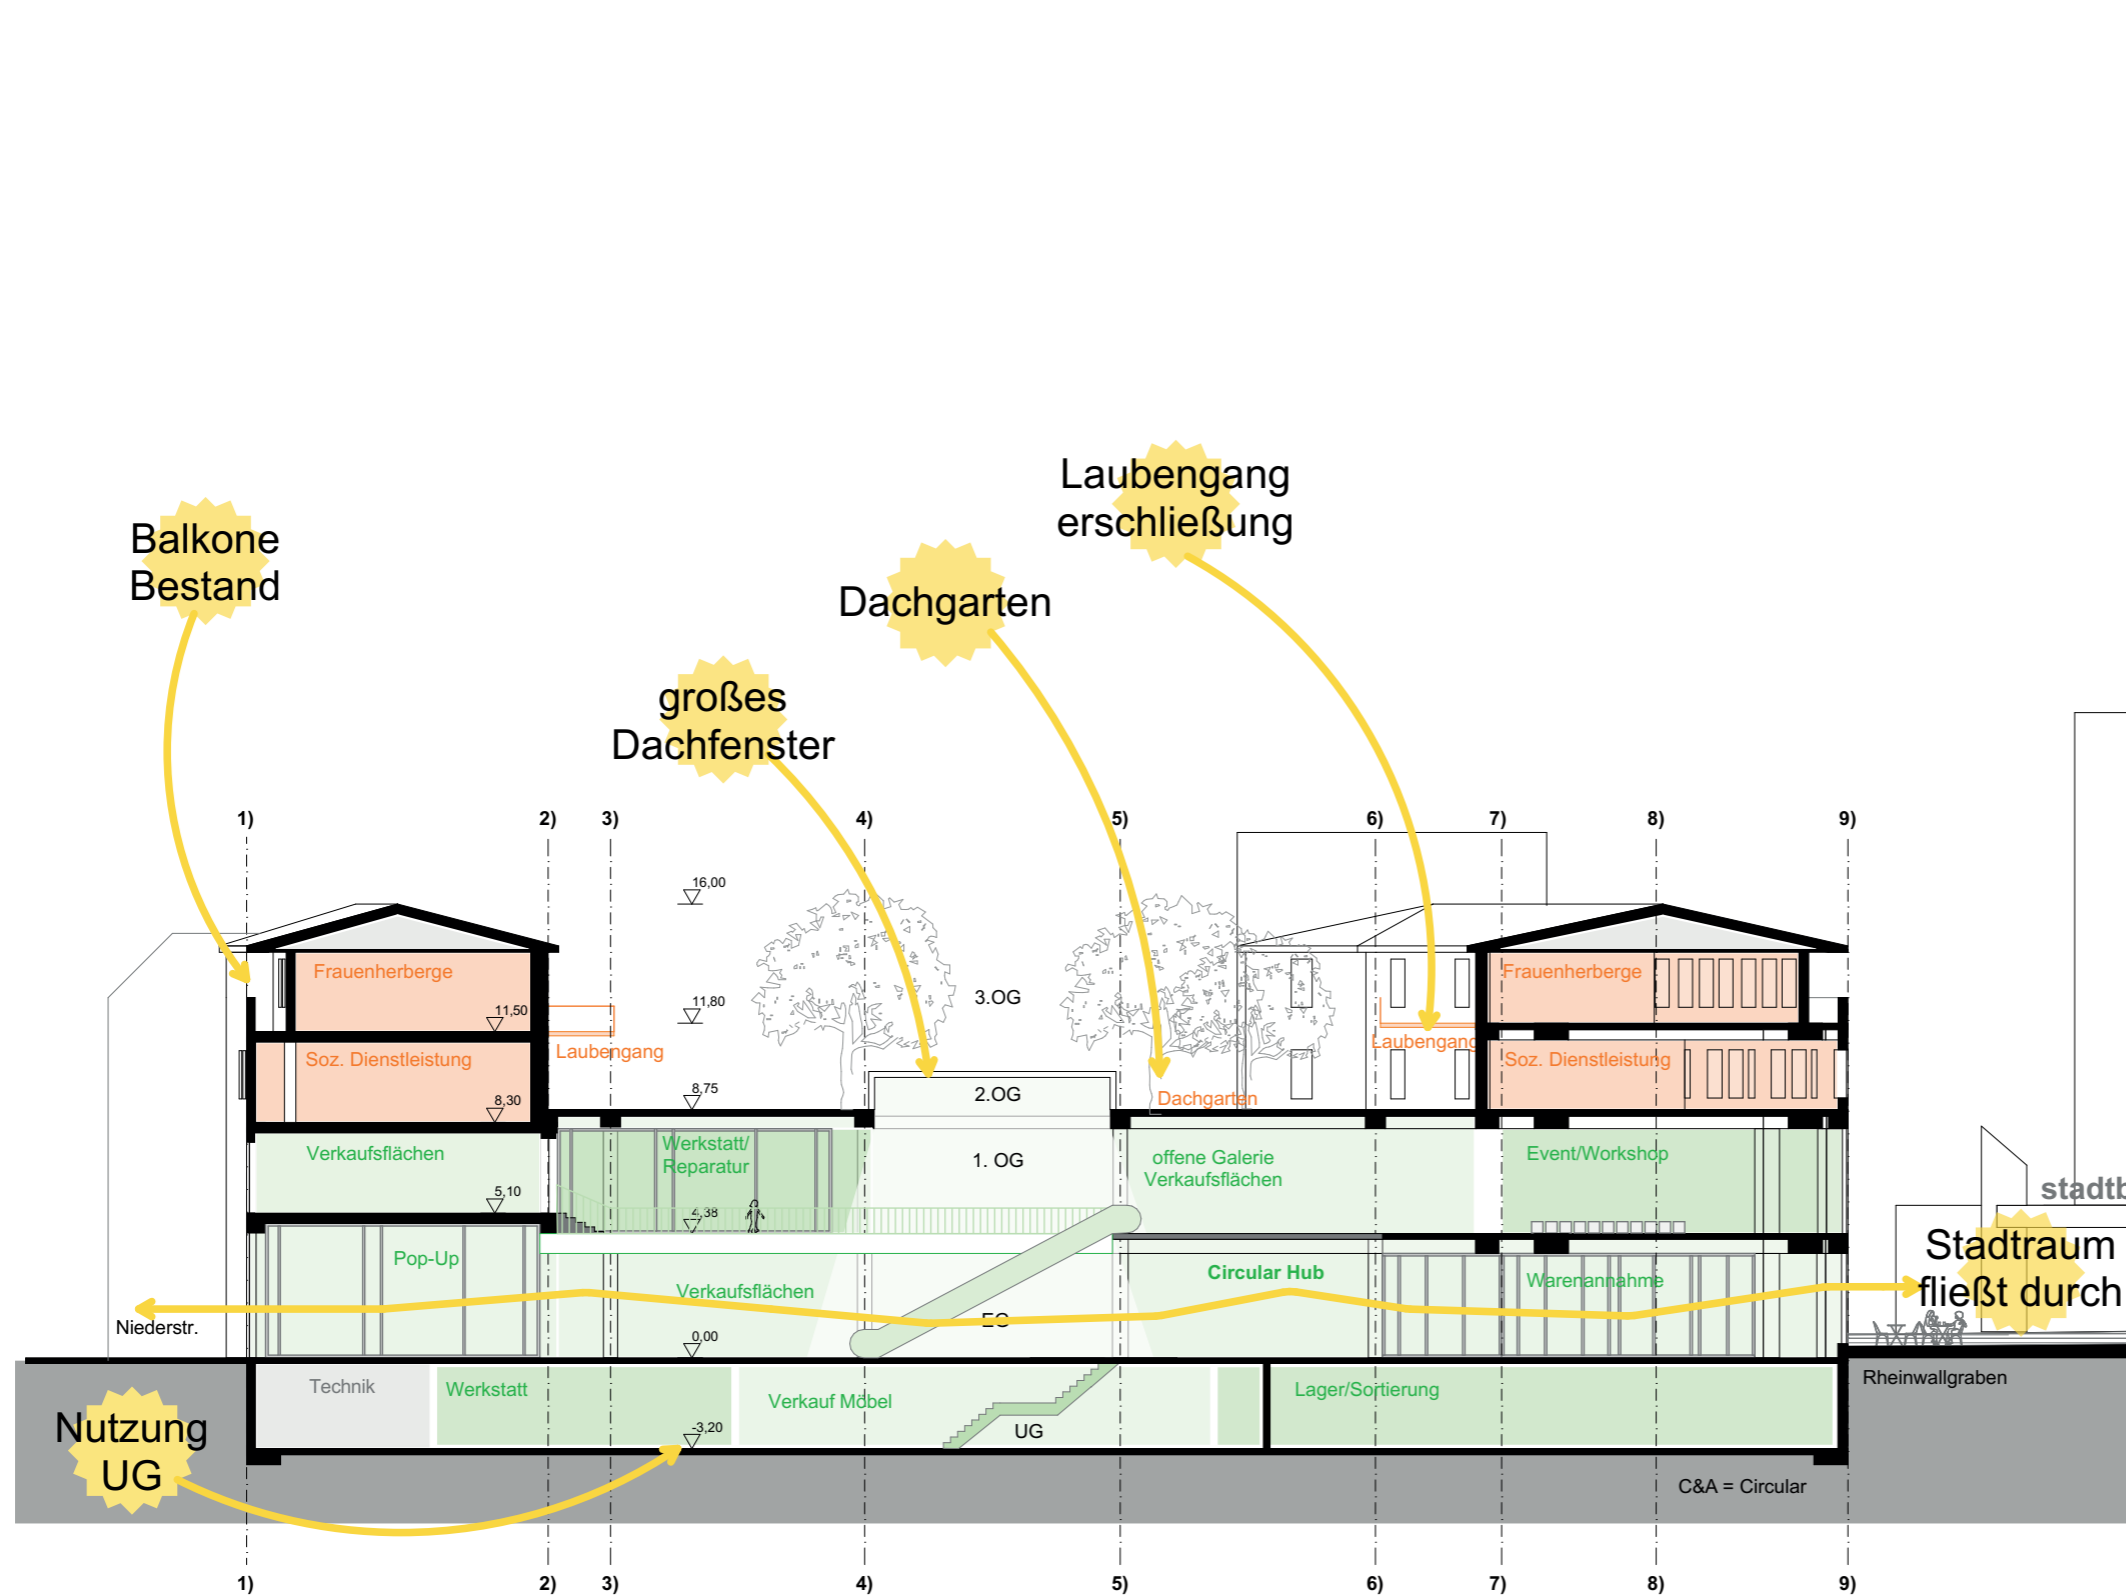 Laubengang
erschließung
Balkone
Bestand
Dachgarten
großes
Dachfenster
1) 2) 3) 4) 5) 6) 7) 8) 9)
16,00
Frauenherberge
11,50
11,80
3.OG
Frauenherberge
Laubengang
Laubengang
Soz. Dienstleistung
8,30
8,75
2.OG
Dachgarten
Soz. Dienstleistung
Verkaufsflächen
5,10
Werkstatt/
Reparatur
4,38
1. OG
offene Galerie
Verkaufsflächen
Event/Workshop
stadtb
Stadtraum
fließt durch
Pop-Up
Verkaufsflächen
Circular Hub
Warenannahme
Niederstr.
0,00
EG
Technik
Werkstatt
Verkauf Möbel
-3,20
UG
Lager/Sortierung
Rheinwallgraben
Nutzung
UG
C&A = Circular
1) 2) 3) 4) 5) 6) 7) 8) 9)